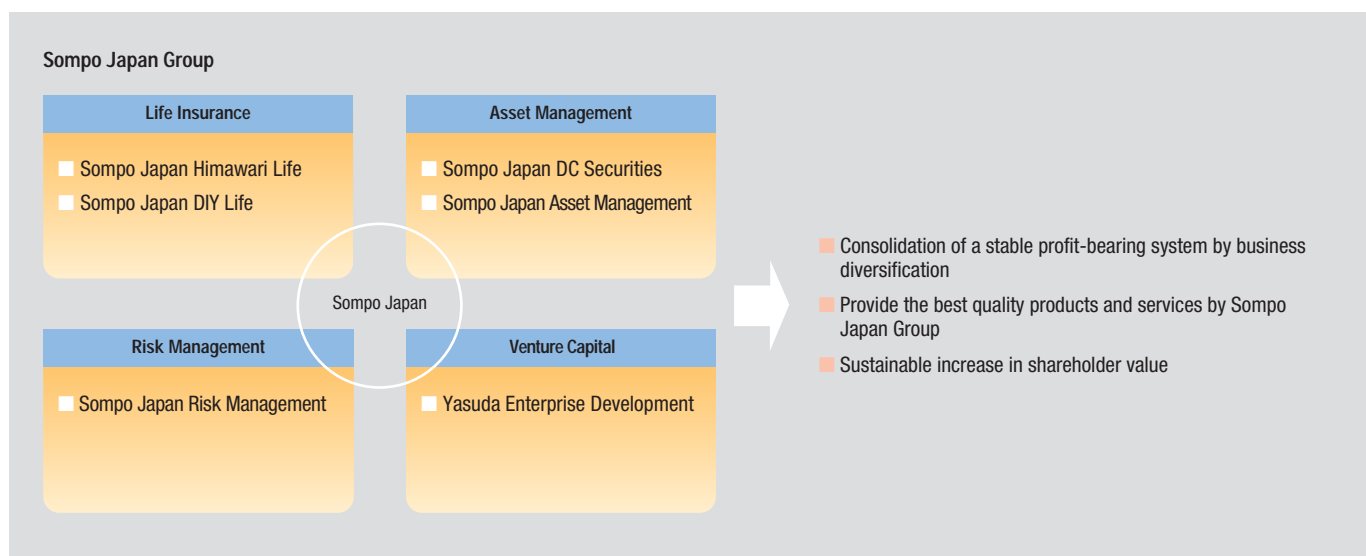 Sompo Japan Group
Life Insurance
Sompo Japan Himawari Life
Sompo Japan DIY Life
Asset Management
Sompo Japan DC Securities
Sompo Japan Asset Management
Sompo Japan
Risk Management
Sompo Japan Risk Management
Venture Capital
Yasuda Enterprise Development
Consolidation of a stable profit-bearing system by business
diversification
Provide the best quality products and services by Sompo
Japan Group
Sustainable increase in shareholder value